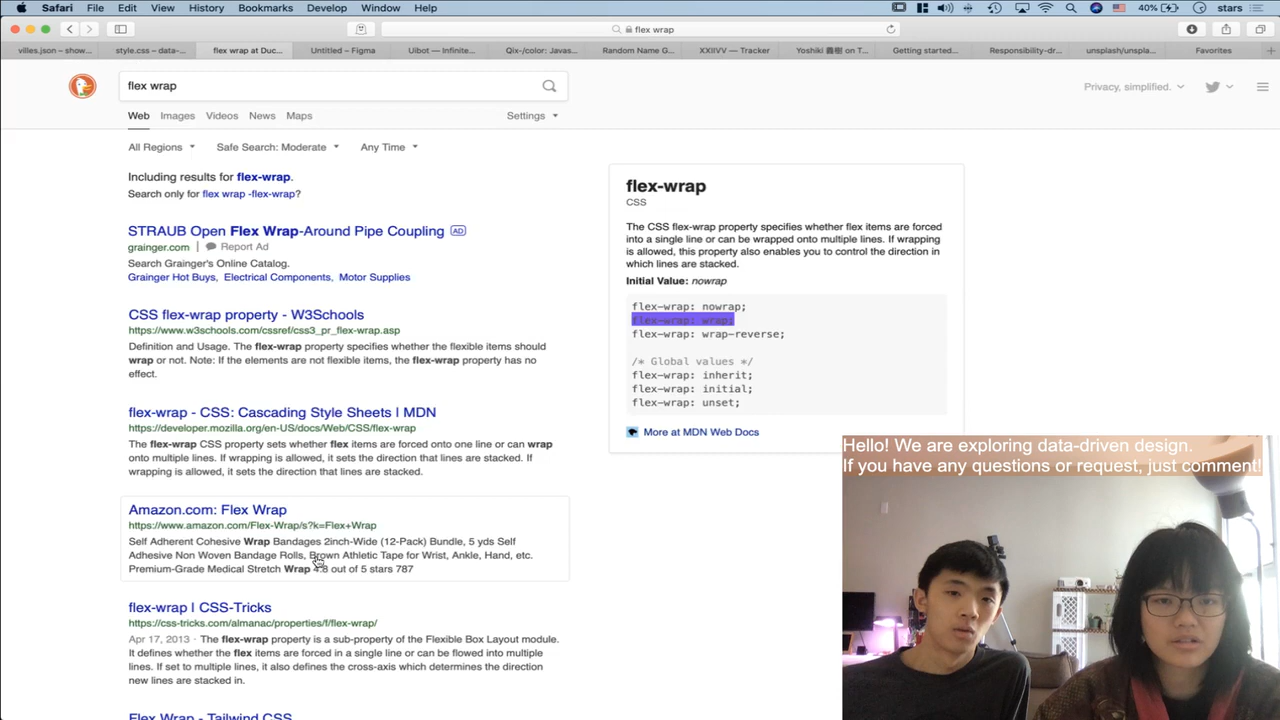 Safari File Edit View History Bookmarks Develop Window Help 40% stars
flex wrap
villes.json – show... style.css – data-... flex wrap at Duc... Untitled – Figma Uibot — Infinite... Qix-/color: Javas... Random Name G... XXIIVV — Tracker Yoshiki 農園 on T... Getting started... Responsibility-dr... unsplash/unspla... Favorites
flex wrap
Privacy, simplified.
Web Images Videos News Maps Settings
All Regions Safe Search: Moderate Any Time
Including results for flex-wrap.
Search only for flex wrap -flex-wrap?
STRAUB Open Flex Wrap-Around Pipe Coupling AD
grainger.com | Report Ad
Search Grainger's Online Catalog.
Grainger Hot Buys, Electrical Components, Motor Supplies
CSS flex-wrap property - W3Schools
https://www.w3schools.com/cssref/css3_pr_flex-wrap.asp
Definition and Usage. The flex-wrap property specifies whether the flexible items should
wrap or not. Note: If the elements are not flexible items, the flex-wrap property has no
effect.
flex-wrap - CSS: Cascading Style Sheets | MDN
https://developer.mozilla.org/en-US/docs/Web/CSS/flex-wrap
The flex-wrap CSS property sets whether flex items are forced onto one line or can wrap
onto multiple lines. If wrapping is allowed, it sets the direction that lines are stacked. If
wrapping is allowed, it sets the direction that lines are stacked.
Amazon.com: Flex Wrap
https://www.amazon.com/Flex-Wrap/s?k=Flex+Wrap
Self Adherent Cohesive Wrap Bandages 2inch-Wide (12-Pack) Bundle, 5 yds Self
Adhesive Non Woven Bandage Rolls, Brown Athletic Tape for Wrist, Ankle, Hand, etc.
Premium-Grade Medical Stretch Wrap 4.8 out of 5 stars 787
flex-wrap | CSS-Tricks
https://css-tricks.com/almanac/properties/f/flex-wrap/
Apr 17, 2013 · The flex-wrap property is a sub-property of the Flexible Box Layout module.
It defines whether the flex items are forced in a single line or can be flowed into multiple
lines. If set to multiple lines, it also defines the cross-axis which determines the direction
new lines are stacked in.
Flex Wrap - Tailwind CSS
flex-wrap
CSS
The CSS flex-wrap property specifies whether flex items are forced
into a single line or can be wrapped onto multiple lines. If wrapping
is allowed, this property also enables you to control the direction in
which lines are stacked.
Initial Value: nowrap
flex-wrap: nowrap;
flex-wrap: wrap;
flex-wrap: wrap-reverse;
/* Global values */
flex-wrap: inherit;
flex-wrap: initial;
flex-wrap: unset;
More at MDN Web Docs
Hello! We are exploring data-driven design.
If you have any questions or request, just comment!